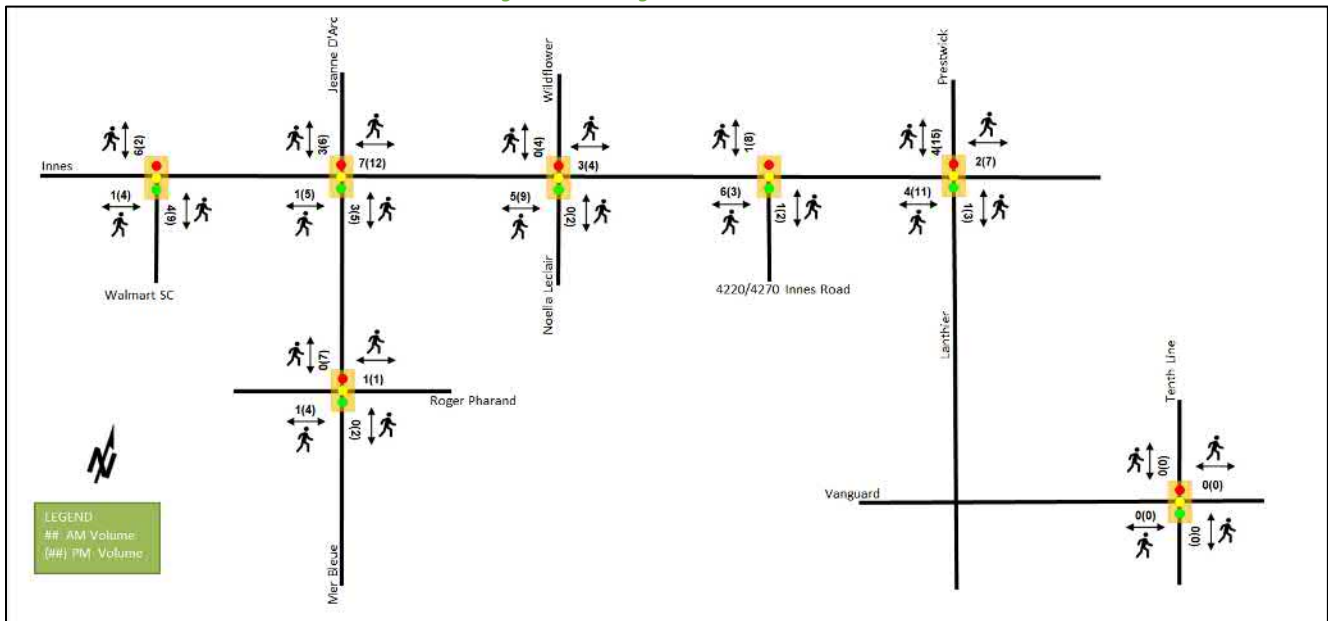 Jeanne D'Arc
Wildflower
Prestwick
6(2)
3(6)
0(4)
1(8)
4(15)
Innes
7(12)
3(4)
2(7)
1(4)
4(9)
1(5)
3(5)
5(9)
0(2)
6(3)
1(2)
4(11)
1(3)
Walmart SC
Noella Leclair
4220/4270 Innes Road
Lanthier
0(7)
1(1)
Roger Pharand
1(4)
0(2)
Tenth Line
0(0)
0(0)
Vanguard
0(0)
0(0)
N
LEGEND
## AM Volume
(##) PM Volume
Mer Bleue